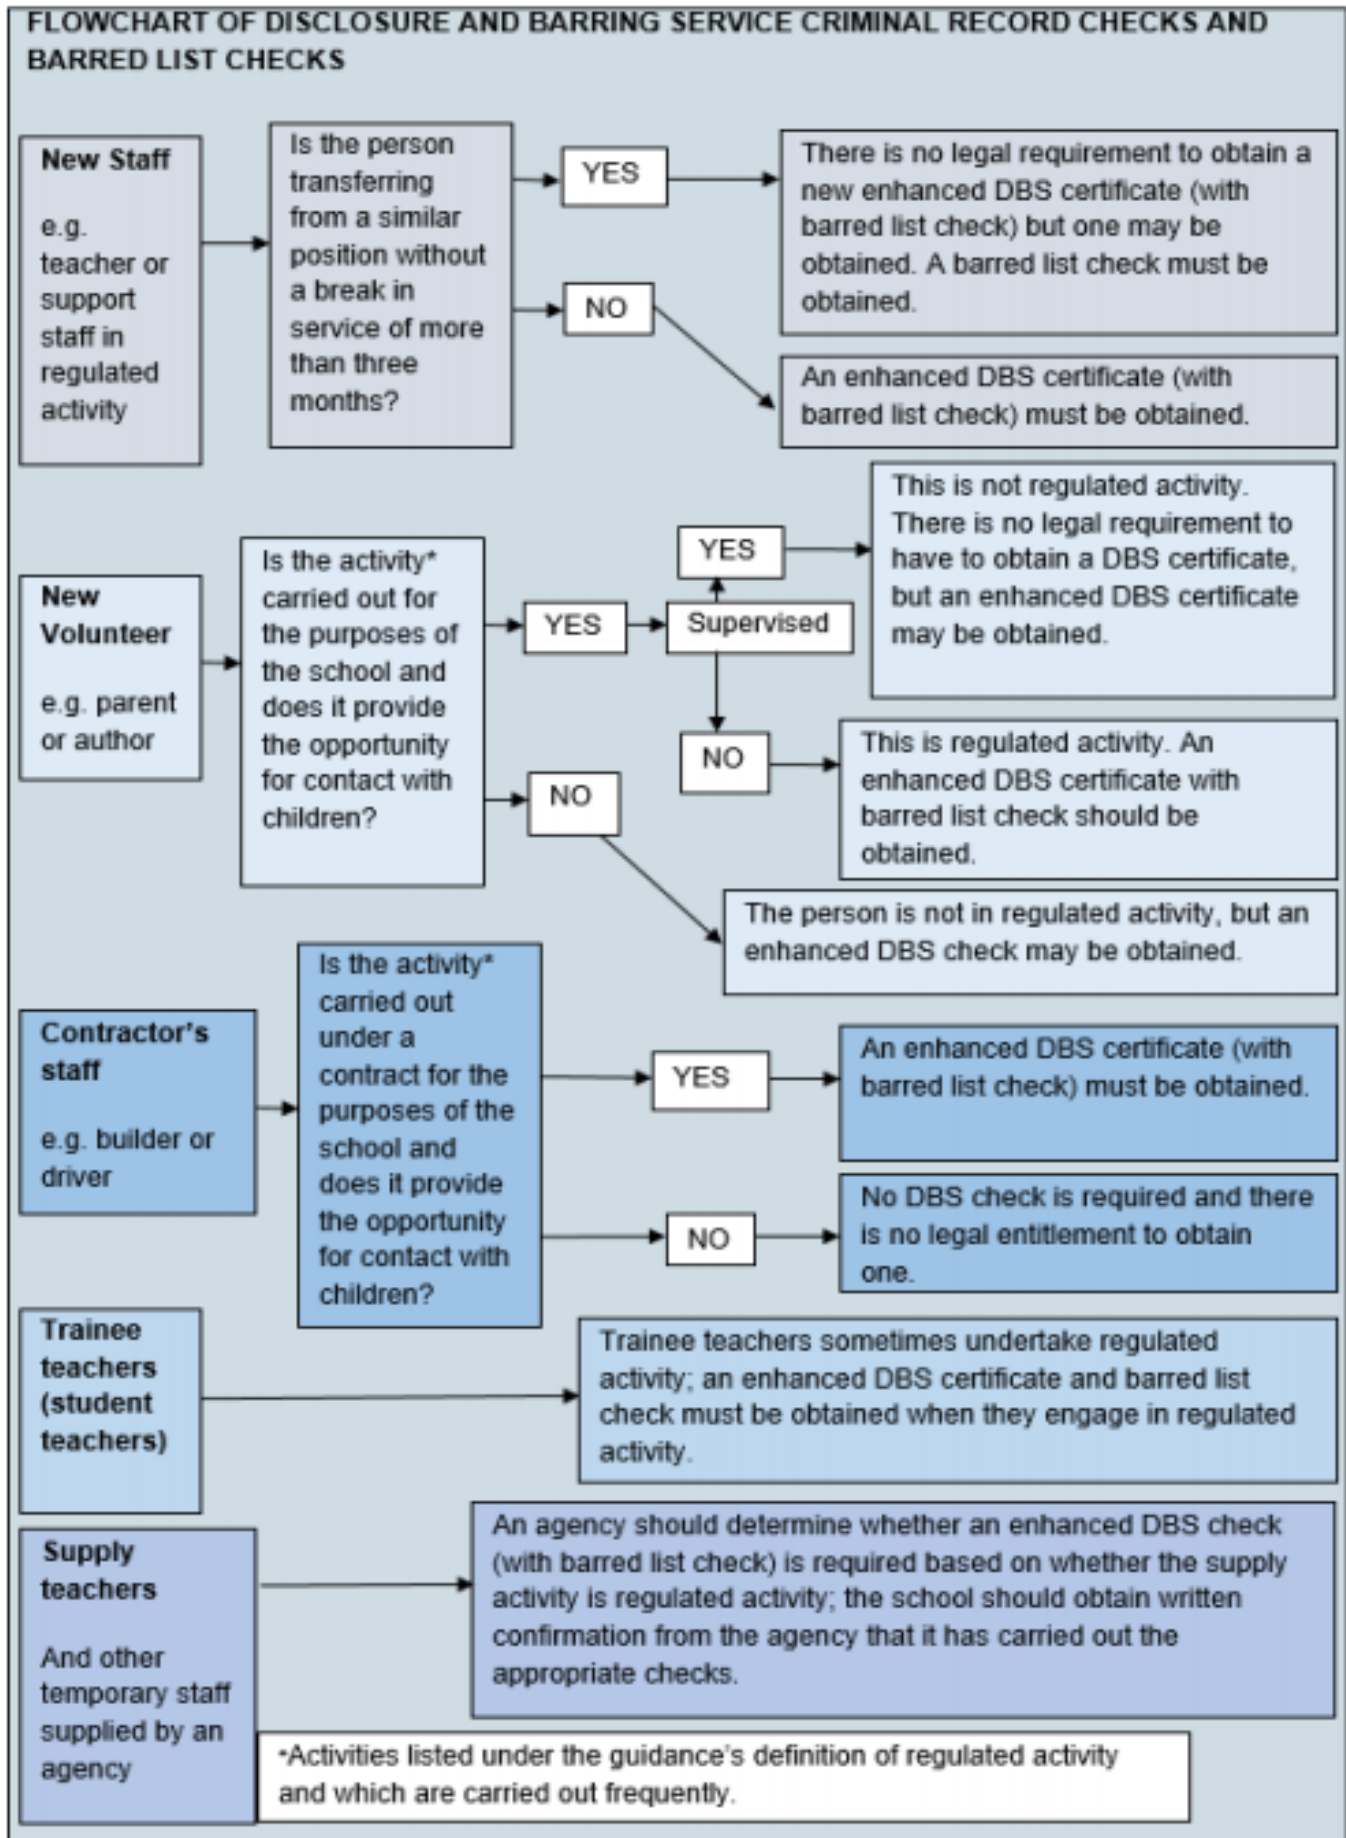 FLOWCHART OF DISCLOSURE AND BARRING SERVICE CRIMINAL RECORD CHECKS AND
BARRED LIST CHECKS
New Staff
e.g.
teacher or
support
staff in
regulated
activity
Is the person
transferring
from a similar
position without
a break in
service of more
than three
months?
YES
There is no legal requirement to obtain a
new enhanced DBS certificate (with
barred list check) but one may be
obtained. A barred list check must be
obtained.
NO
An enhanced DBS certificate (with
barred list check) must be obtained.
New
Volunteer
e.g. parent
or author
Is the activity*
carried out for
the purposes of
the school and
does it provide
the opportunity
for contact with
children?
YES
Supervised
YES
This is not regulated activity.
There is no legal requirement to
have to obtain a DBS certificate,
but an enhanced DBS certificate
may be obtained.
NO
This is regulated activity. An
enhanced DBS certificate with
barred list check should be
obtained.
NO
The person is not in regulated activity, but an
enhanced DBS check may be obtained.
Contractor's
staff
e.g. builder or
driver
Is the activity*
carried out
under a
contract for the
purposes of the
school and
does it provide
the opportunity
for contact with
children?
YES
An enhanced DBS certificate (with
barred list check) must be obtained.
NO
No DBS check is required and there
is no legal entitlement to obtain
one.
Trainee
teachers
(student
teachers)
Trainee teachers sometimes undertake regulated
activity; an enhanced DBS certificate and barred list
check must be obtained when they engage in regulated
activity.
Supply
teachers
And other
temporary staff
supplied by an
agency
An agency should determine whether an enhanced DBS check
(with barred list check) is required based on whether the supply
activity is regulated activity; the school should obtain written
confirmation from the agency that it has carried out the
appropriate checks.
*Activities listed under the guidance's definition of regulated activity
and which are carried out frequently.